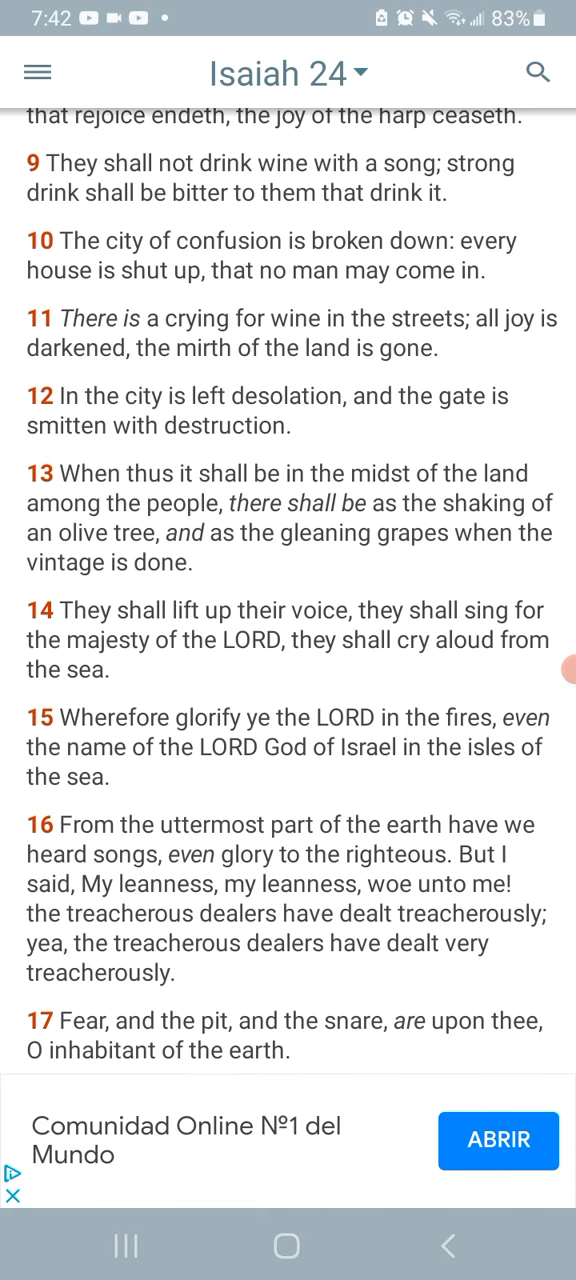 7:42
83%
Isaiah 24
that rejoice endeth, the joy of the harp ceaseth.
9 They shall not drink wine with a song; strong
drink shall be bitter to them that drink it.
10 The city of confusion is broken down: every
house is shut up, that no man may come in.
11 There is a crying for wine in the streets; all joy is
darkened, the mirth of the land is gone.
12 In the city is left desolation, and the gate is
smitten with destruction.
13 When thus it shall be in the midst of the land
among the people, there shall be as the shaking of
an olive tree, and as the gleaning grapes when the
vintage is done.
14 They shall lift up their voice, they shall sing for
the majesty of the LORD, they shall cry aloud from
the sea.
15 Wherefore glorify ye the LORD in the fires, even
the name of the LORD God of Israel in the isles of
the sea.
16 From the uttermost part of the earth have we
heard songs, even glory to the righteous. But I
said, My leanness, my leanness, woe unto me!
the treacherous dealers have dealt treacherously;
yea, the treacherous dealers have dealt very
treacherously.
17 Fear, and the pit, and the snare, are upon thee,
O inhabitant of the earth.
Comunidad Online Nº1 del
Mundo
ABRIR